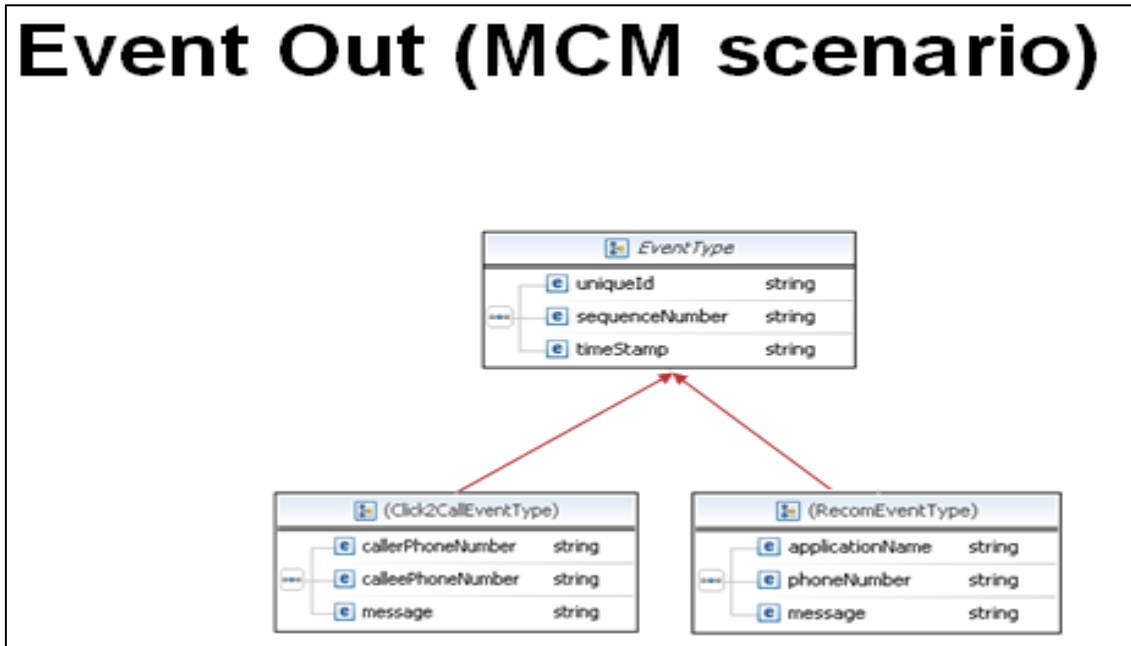 Event Out (MCM scenario)
EventType
uniqueId string
sequenceNumber string
timeStamp string
(Click2CallEventType)
callerPhoneNumber string
calleePhoneNumber string
message string
(RecomEventType)
applicationName string
phoneNumber string
message string